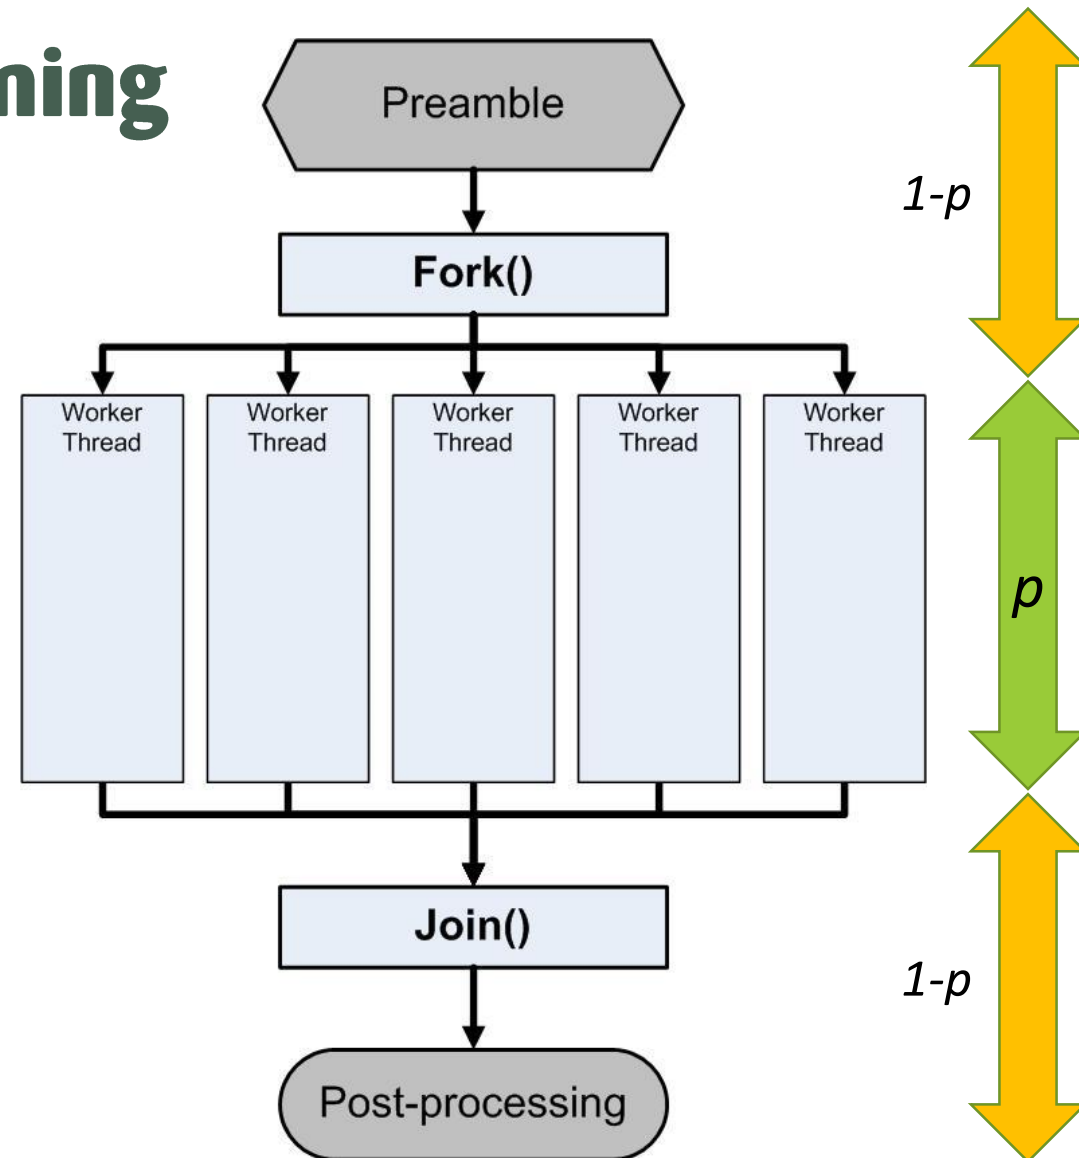 ning
Preamble
1-p
Fork()
Worker Worker Worker Worker Worker
Thread Thread Thread Thread Thread
p
Join()
1-p
Post-processing